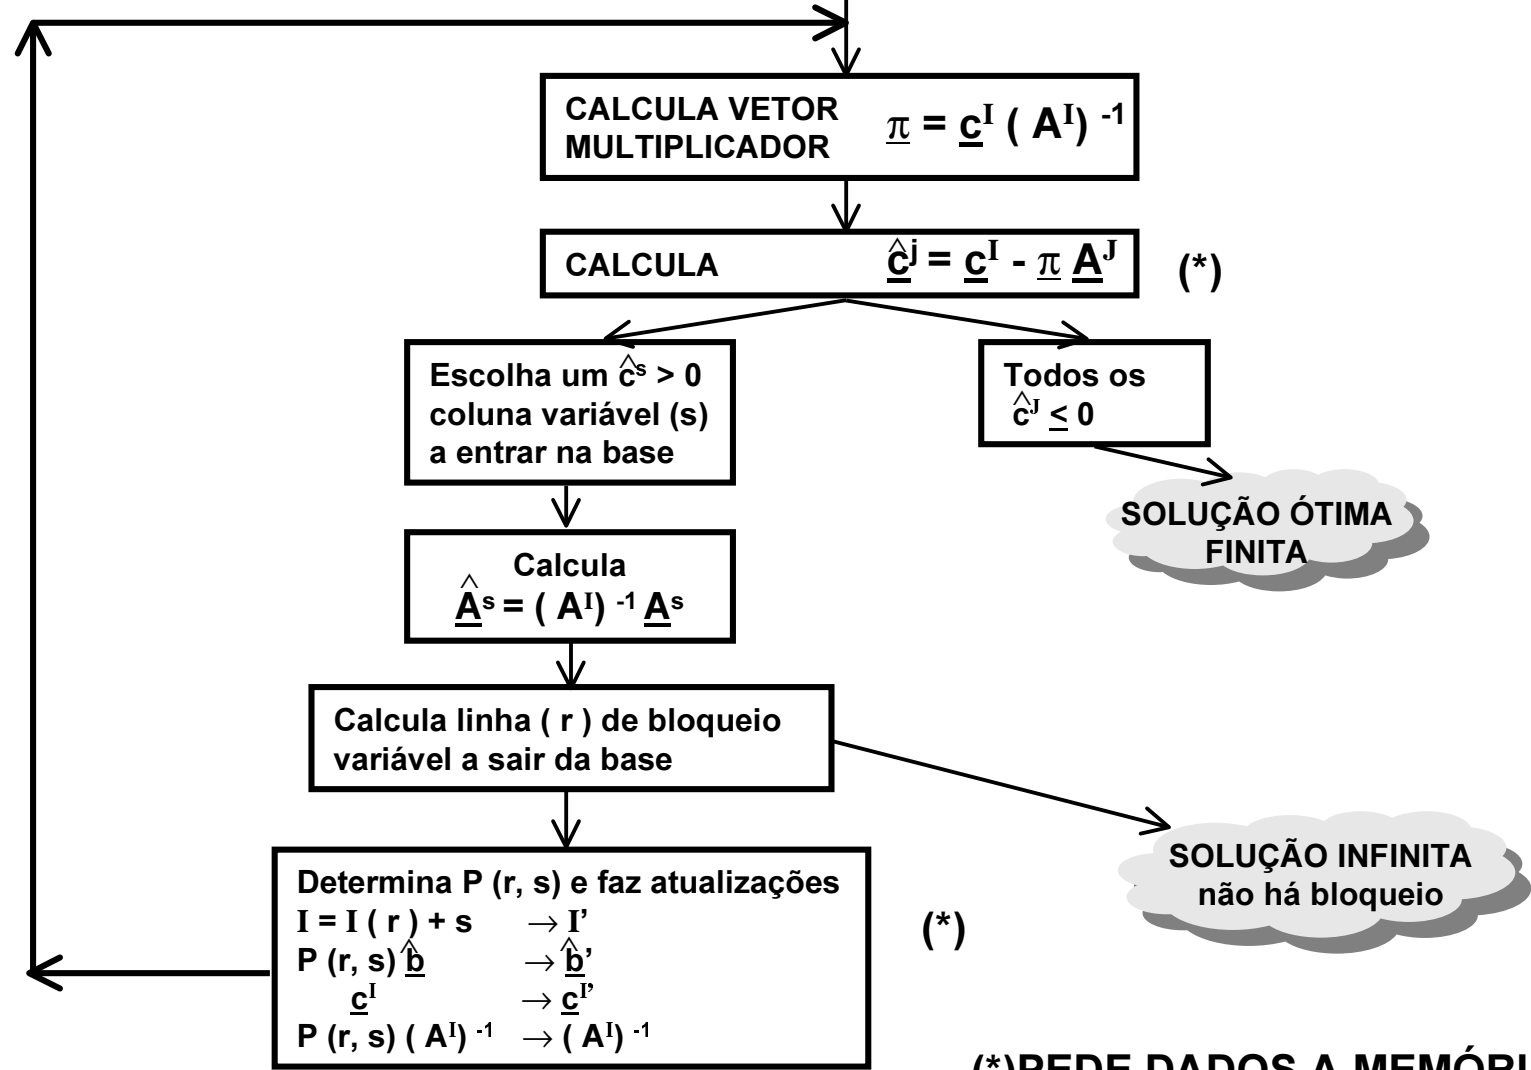 CALCULA VETOR
MULTIPLICADOR
π = c^I ( A^I) ^-1
CALCULA ĉ^j = c^I - π A^J (*)
Escolha um ĉ^s > 0
coluna variável (s)
a entrar na base
Todos os
ĉ^J ≤ 0
SOLUÇÃO ÓTIMA
FINITA
Calcula
Â^s = ( A^I) ^-1 A^s
Calcula linha ( r ) de bloqueio
variável a sair da base
SOLUÇÃO INFINITA
não há bloqueio
Determina P (r, s) e faz atualizações
I = I ( r ) + s → I’
P (r, s) b̂ → b̂’
c^I → c^I’
P (r, s) ( A^I) ^-1 → ( A^I) ^-1
(*)
(*)PEDE DADOS A